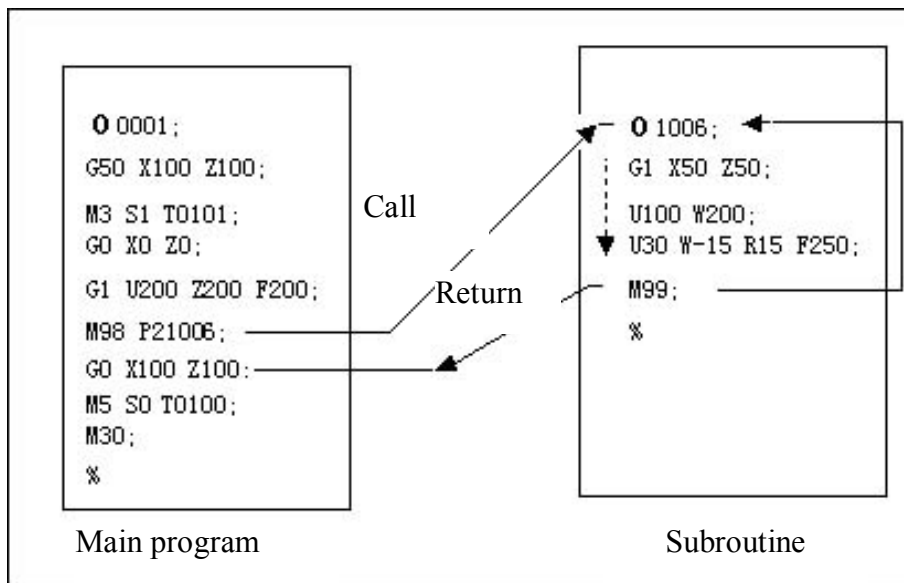 O 0001;
G50 X100 Z100;
M3 S1 T0101;
G0 X0 Z0;
G1 U200 Z200 F200;
M98 P21006;
G0 X100 Z100;
M5 S0 T0100;
M30;
%
Main program
Call
Return
O 1006;
G1 X50 Z50;
U100 W200;
U30 W-15 R15 F250;
M99;
%
Subroutine